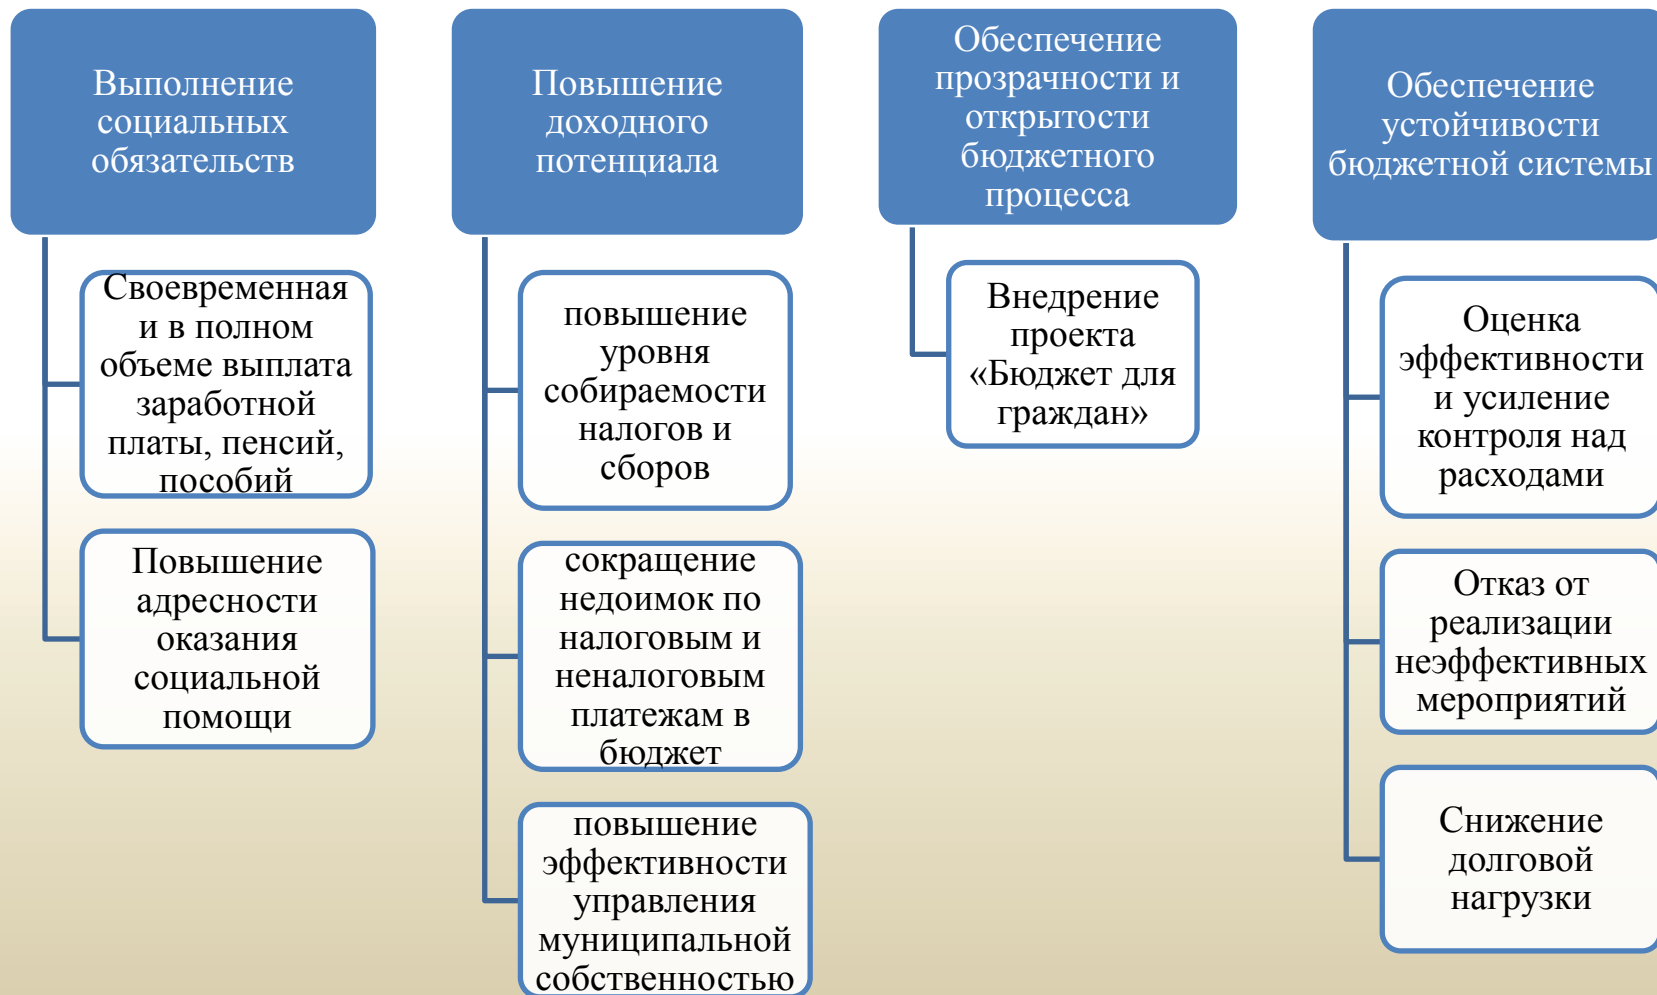 Выполнение
социальных
обязательств
Своевременная
и в полном
объеме выплата
заработной
платы, пенсий,
пособий
Повышение
адресности
оказания
социальной
помощи
Повышение
доходного
потенциала
повышение
уровня
собираемости
налогов и
сборов
сокращение
недоимок по
налоговым и
неналоговым
платежам в
бюджет
повышение
эффективности
управления
муниципальной
собственностью
Обеспечение
прозрачности и
открытости
бюджетного
процесса
Внедрение
проекта
«Бюджет для
граждан»
Обеспечение
устойчивости
бюджетной системы
Оценка
эффективности
и усиление
контроля над
расходами
Отказ от
реализации
неэффективных
мероприятий
Снижение
долговой
нагрузки